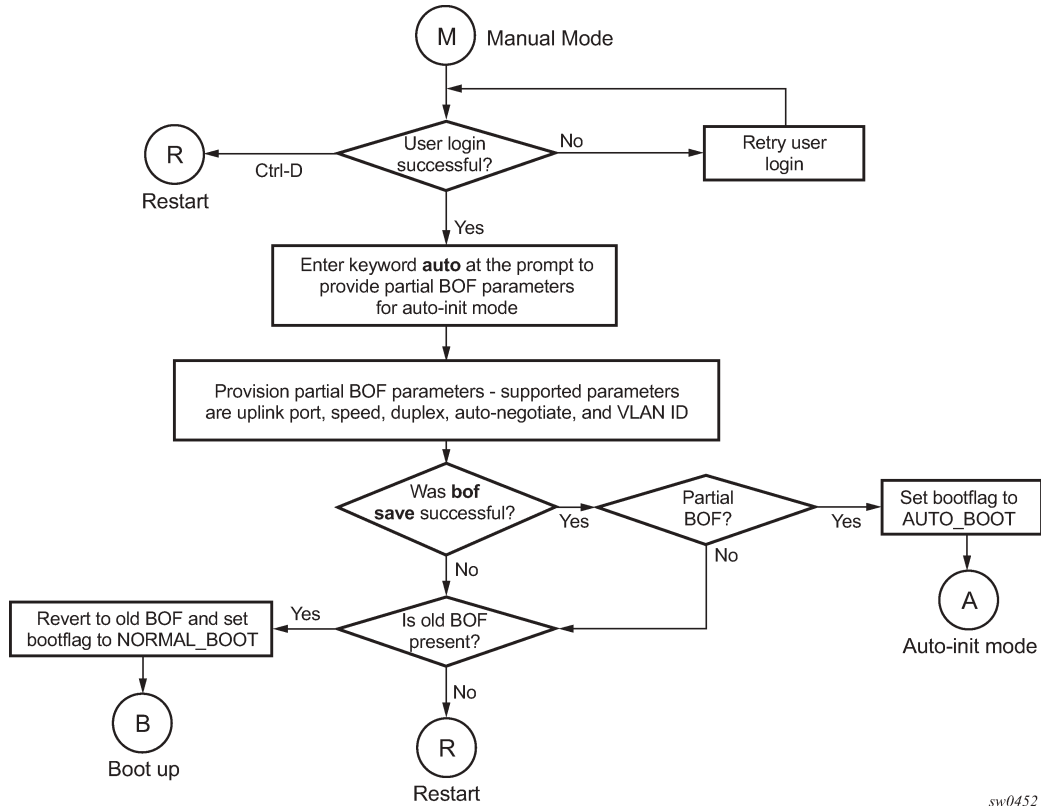 M
Manual Mode
User login
successful?
No
Retry user
login
R
Ctrl-D
Restart
Yes
Enter keyword auto at the prompt to
provide partial BOF parameters
for auto-init mode
Provision partial BOF parameters - supported parameters
are uplink port, speed, duplex, auto-negotiate, and VLAN ID
Was bof
save successful?
Yes
Partial
BOF?
Yes
Set bootflag to
AUTO_BOOT
No
No
A
Auto-init mode
Is old BOF
present?
Yes
Revert to old BOF and set
bootflag to NORMAL_BOOT
No
B
Boot up
R
Restart
sw0452